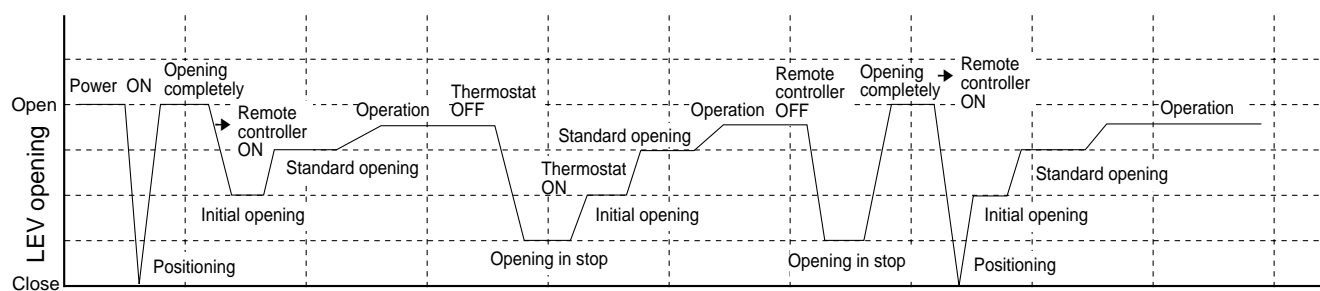 LEV opening
Open
Close
Power ON
Positioning
Opening
completely
Remote
controller
ON
Initial opening
Standard opening
Operation
Thermostat
OFF
Opening in stop
Thermostat
ON
Initial opening
Standard opening
Operation
Remote
controller
OFF
Opening in stop
Opening
completely
Remote
controller
ON
Positioning
Initial opening
Standard opening
Operation